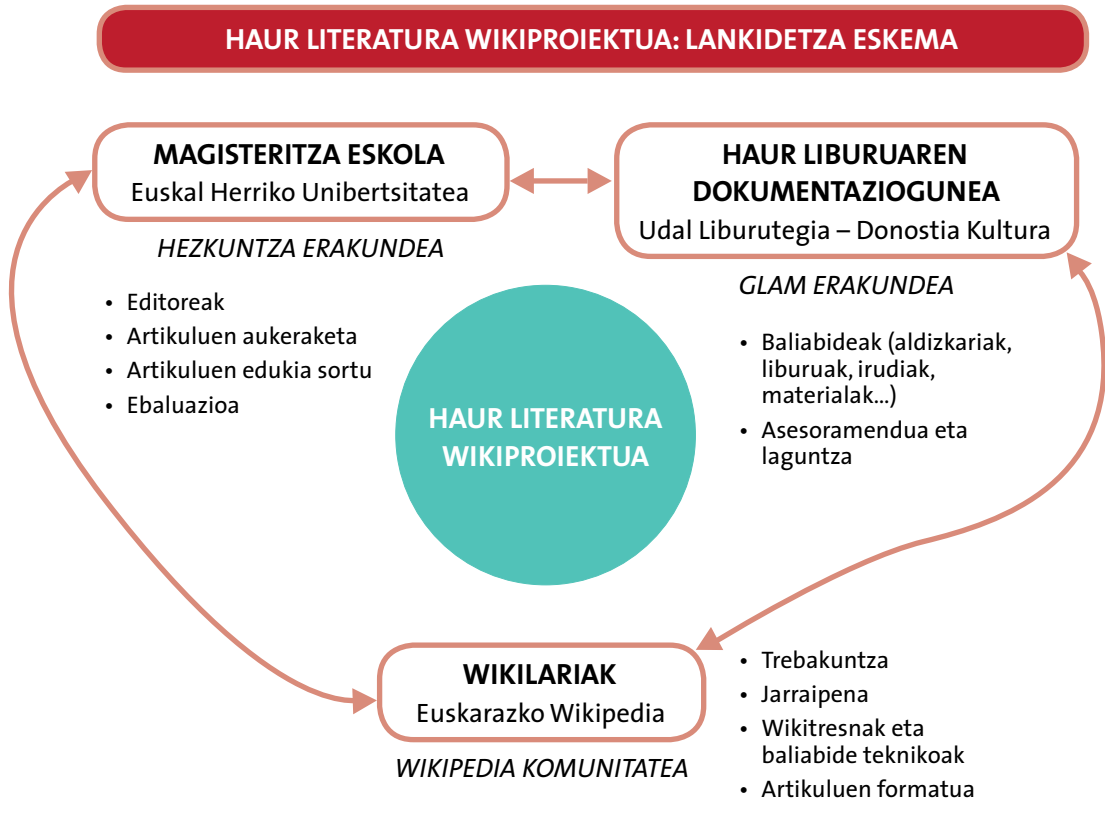 HAUR LITERATURA WIKIPROIEKTUA: LANKIDETZA ESKEMA
MAGISTERITZA ESKOLA
Euskal Herriko Unibertsitatea
HEZKUNTZA ERAKUNDEA
• Editoreak
• Artikuluen aukeraketa
• Artikuluen edukia sortu
• Ebaluazioa
HAUR LIBURUAREN
DOKUMENTAZIOGUNEA
Udal Liburutegia – Donostia Kultura
GLAM ERAKUNDEA
• Baliabideak (aldizkariak,
liburuak, irudiak,
materialak...)
• Asesoramendua eta
laguntza
HAUR LITERATURA
WIKIPROIEKTUA
WIKILARIAK
Euskarazko Wikipedia
WIKIPEDIA KOMUNITATEA
• Trebakuntza
• Jarraipena
• Wikitresnak eta
baliabide teknikoak
• Artikuluen formatua